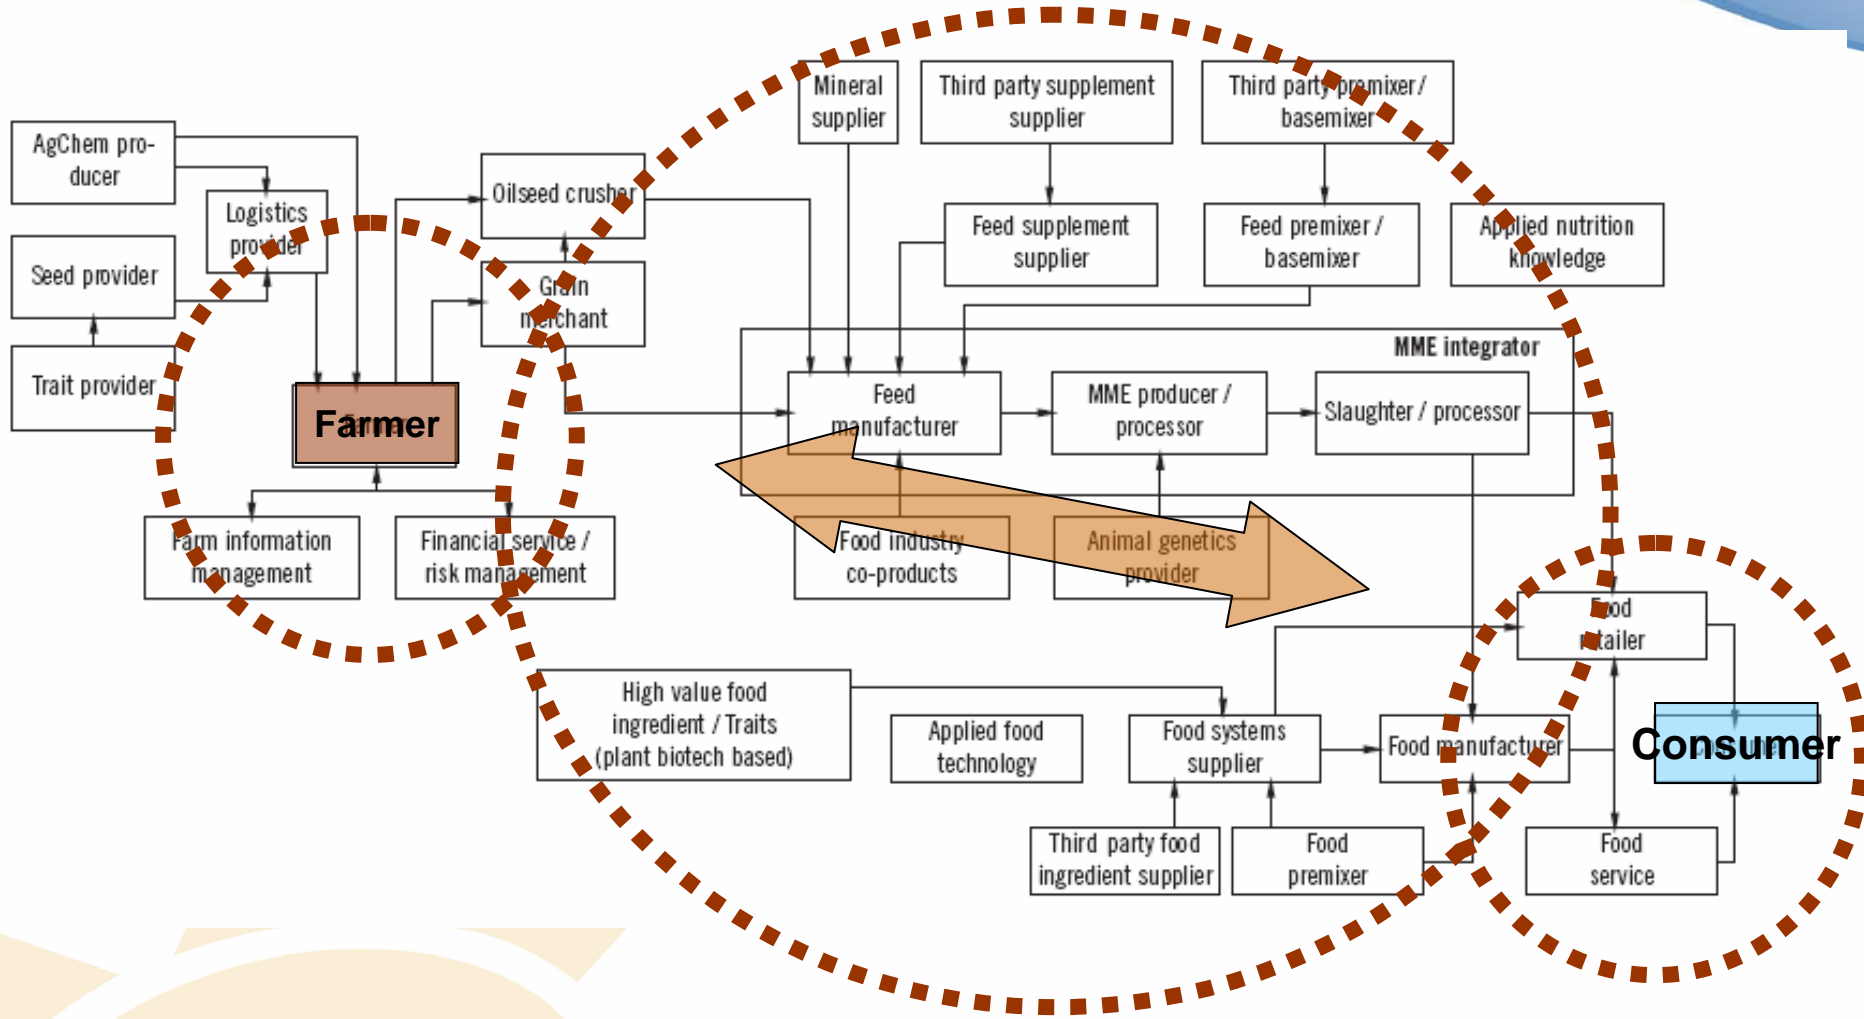 Mineral
supplier
Third party supplement
supplier
Third party premixer /
basemixer
AgChem pro-
ducer
Oilseed crusher
Logistics
provider
Feed supplement
supplier
Feed premixer /
basemixer
Applied nutrition
knowledge
Seed provider
Grain
merchant
MME integrator
Trait provider
Farmer
Feed
manufacturer
MME producer /
processor
Slaughter / processor
Farm information
management
Financial service /
risk management
Food industry
co-products
Animal genetics
provider
Food
retailer
High value food
ingredient / Traits
(plant biotech based)
Applied food
technology
Food systems
supplier
Food manufacturer
Consumer
Third party food
ingredient supplier
Food
premixer
Food
service